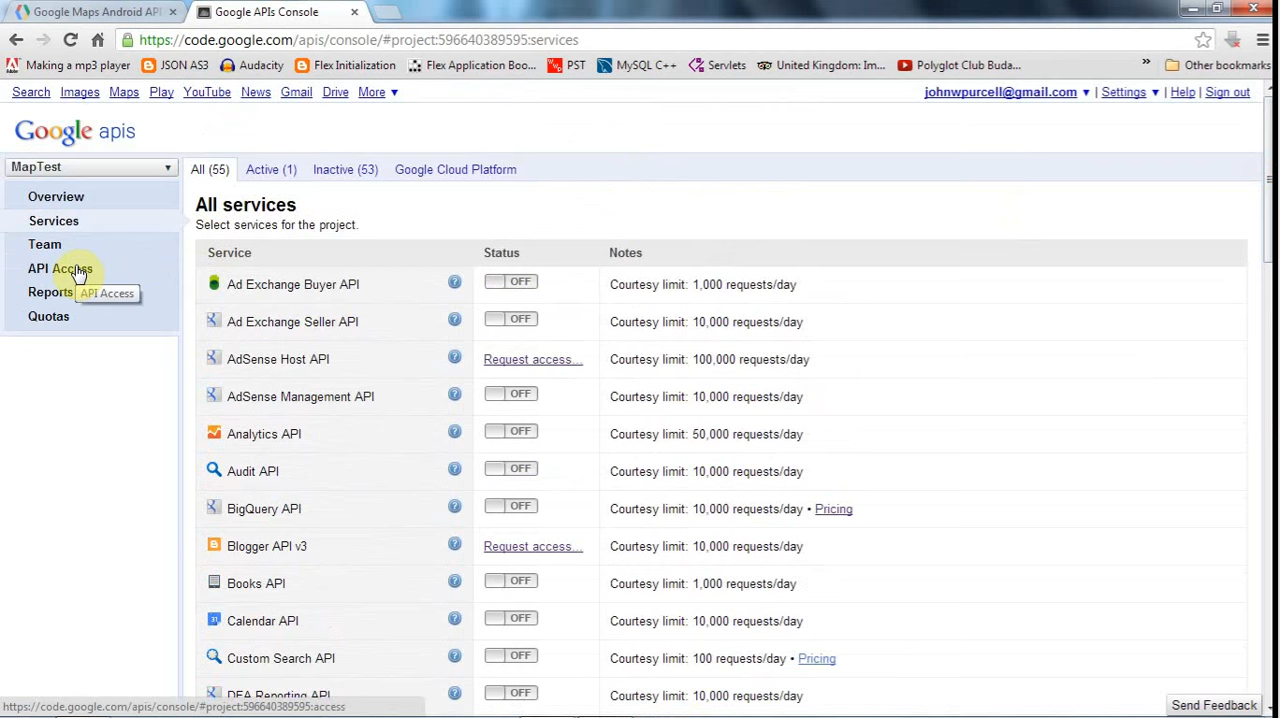 Google Maps Android API
Google APIs Console
https://code.google.com/apis/console/#project:596640389595:services
Making a mp3 player
JSON AS3
Audacity
Flex Initialization
Flex Application Boo...
PST
MySQL C++
Servlets
United Kingdom: Im...
Polyglot Club Buda...
»
Other bookmarks
Search Images Maps Play YouTube News Gmail Drive More ▼
johnwpurcell@gmail.com ▼ | Settings ▼ | Help | Sign out
Google apis
MapTest
Overview
Services
Team
API Access
Reports
API Access
Quotas
All (55) Active (1) Inactive (53) Google Cloud Platform
All services
Select services for the project.
Service Status Notes
Ad Exchange Buyer API ? OFF Courtesy limit: 1,000 requests/day
Ad Exchange Seller API ? OFF Courtesy limit: 10,000 requests/day
AdSense Host API ? Request access... Courtesy limit: 100,000 requests/day
AdSense Management API ? OFF Courtesy limit: 10,000 requests/day
Analytics API ? OFF Courtesy limit: 50,000 requests/day
Audit API ? OFF Courtesy limit: 10,000 requests/day
BigQuery API ? OFF Courtesy limit: 10,000 requests/day • Pricing
Blogger API v3 ? Request access... Courtesy limit: 10,000 requests/day
Books API ? OFF Courtesy limit: 1,000 requests/day
Calendar API ? OFF Courtesy limit: 10,000 requests/day
Custom Search API ? OFF Courtesy limit: 100 requests/day • Pricing
DFA Reporting API ? OFF Courtesy limit: 10,000 requests/day
https://code.google.com/apis/console/#project:596640389595:access
Send Feedback